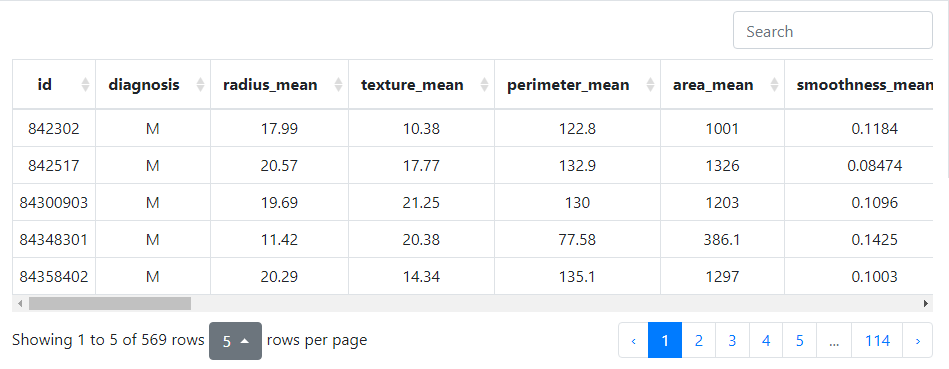 Search
id diagnosis radius_mean texture_mean perimeter_mean area_mean smoothness_mean
842302 M 17.99 10.38 122.8 1001 0.1184
842517 M 20.57 17.77 132.9 1326 0.08474
84300903 M 19.69 21.25 130 1203 0.1096
84348301 M 11.42 20.38 77.58 386.1 0.1425
84358402 M 20.29 14.34 135.1 1297 0.1003
Showing 1 to 5 of 569 rows 5 rows per page ‹ 1 2 3 4 5 ... 114 ›